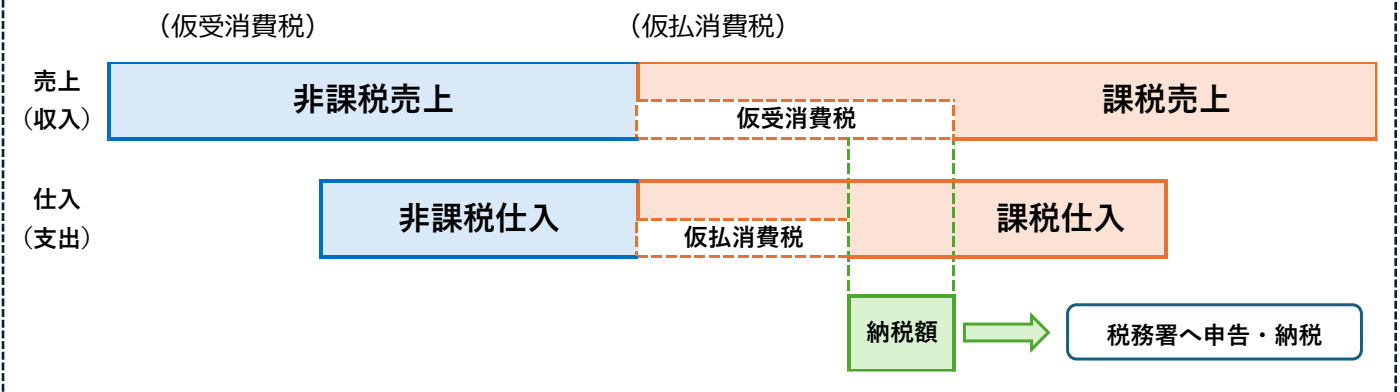 （仮受消費税）
（仮払消費税）
売上
（収入）
非課税売上
仮受消費税
課税売上
仕入
（支出）
非課税仕入
仮払消費税
課税仕入
納税額
税務署へ申告・納税